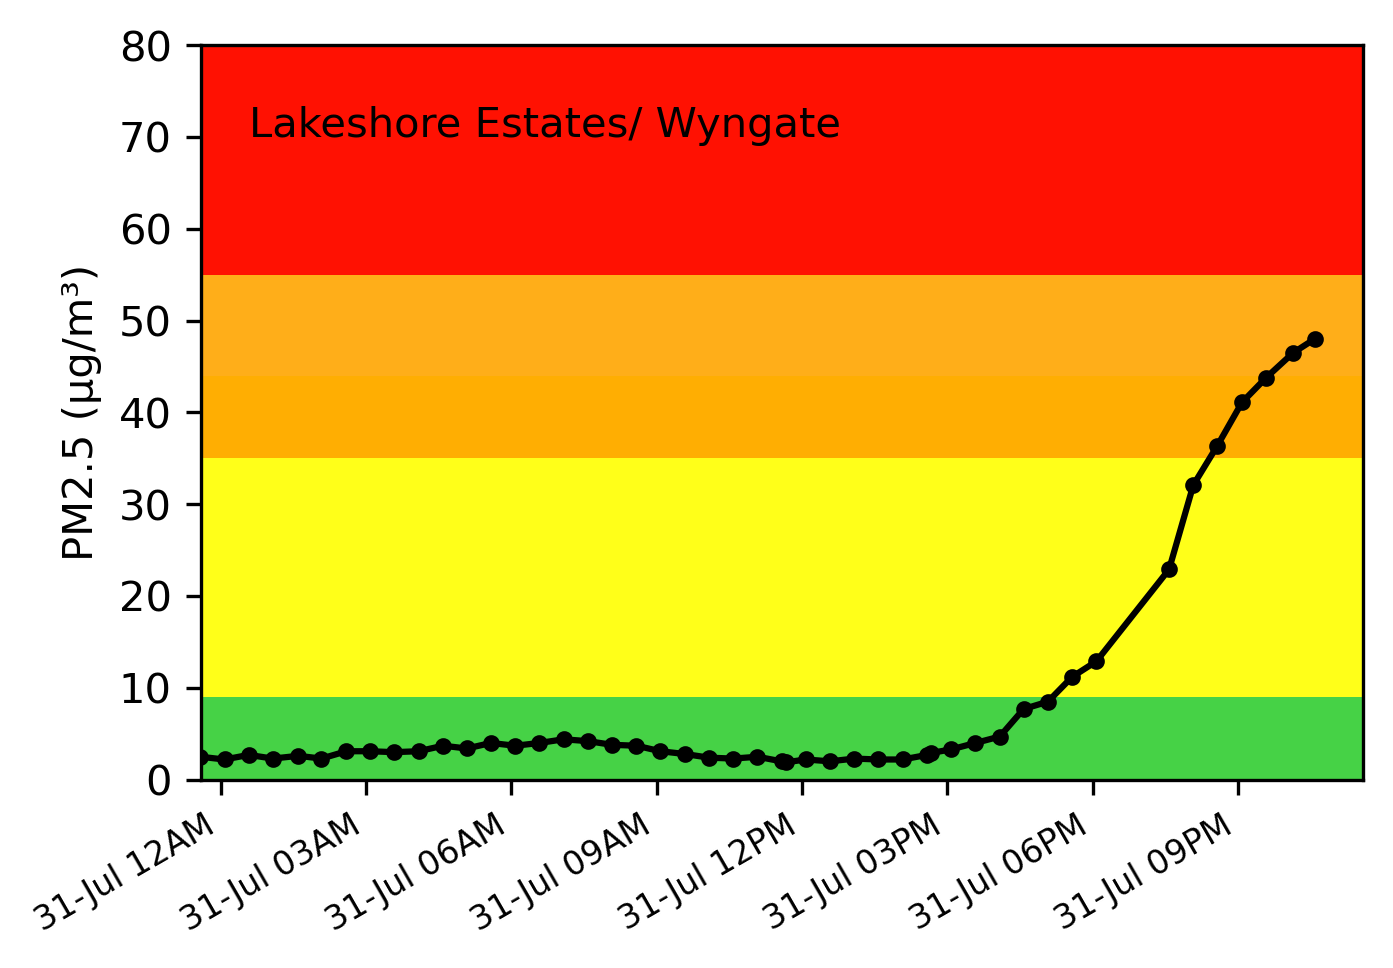 80
70
60
50
40
30
20
10
0
PM2.5 (µg/m³)
Lakeshore Estates/ Wyngate
31-Jul 12AM
31-Jul 03AM
31-Jul 06AM
31-Jul 09AM
31-Jul 12PM
31-Jul 03PM
31-Jul 06PM
31-Jul 09PM